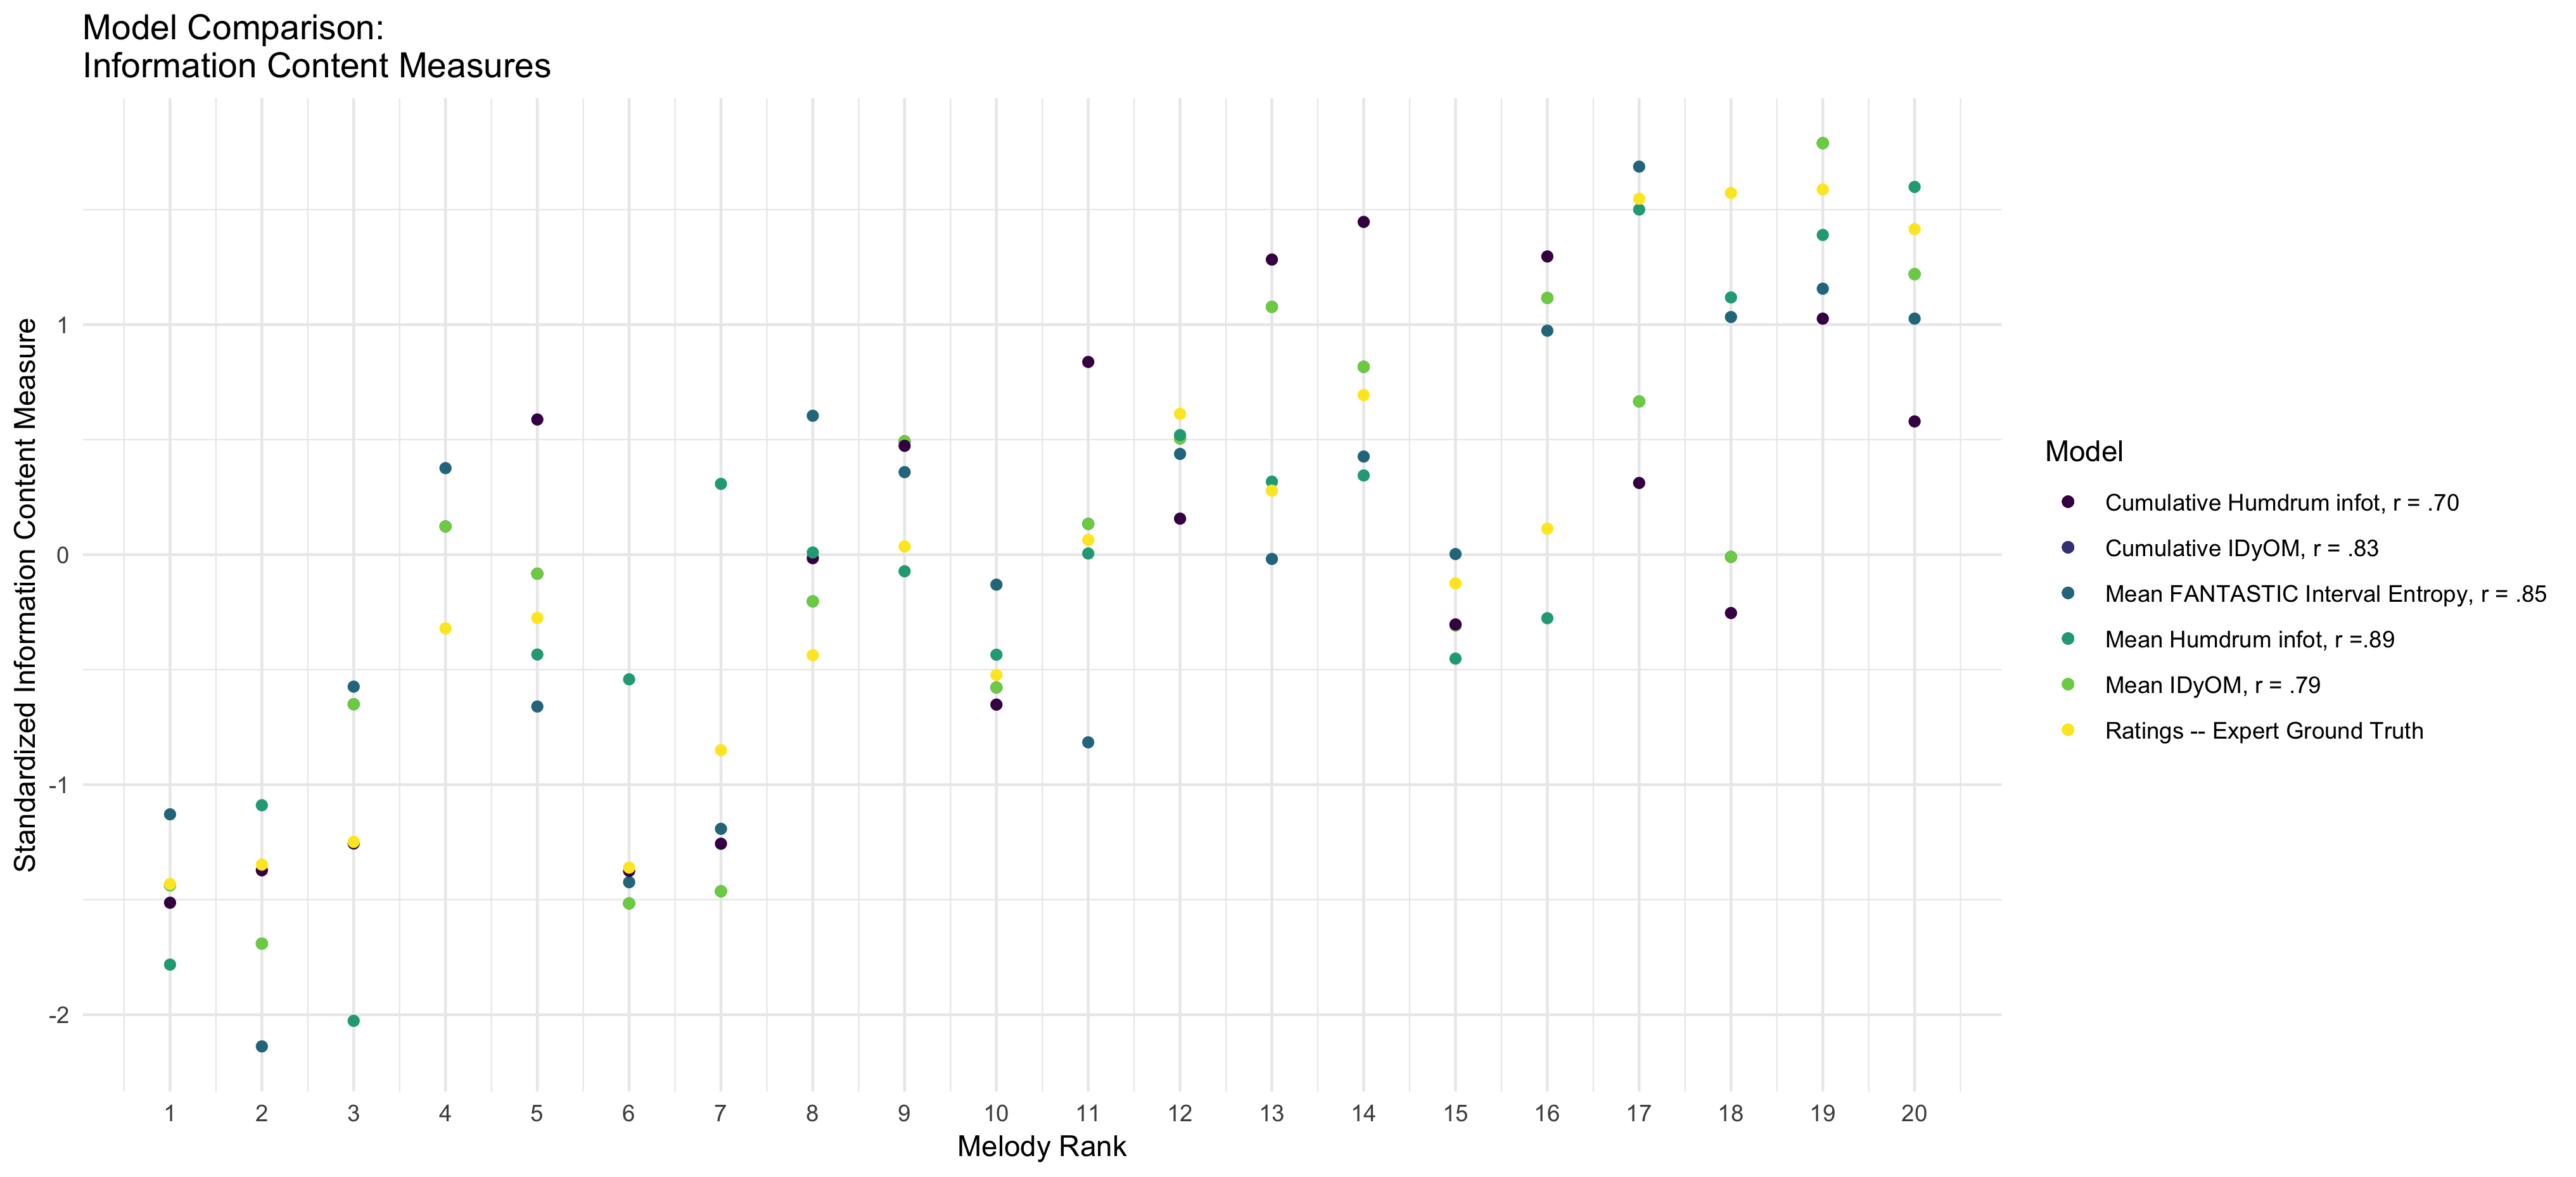 Model Comparison:
Information Content Measures
Standardized Information Content Measure
1
0
-1
-2
1 2 3 4 5 6 7 8 9 10 11 12 13 14 15 16 17 18 19 20
Melody Rank
Model
Cumulative Humdrum infot, r = .70
Cumulative IDyOM, r = .83
Mean FANTASTIC Interval Entropy, r = .85
Mean Humdrum infot, r =.89
Mean IDyOM, r = .79
Ratings -- Expert Ground Truth